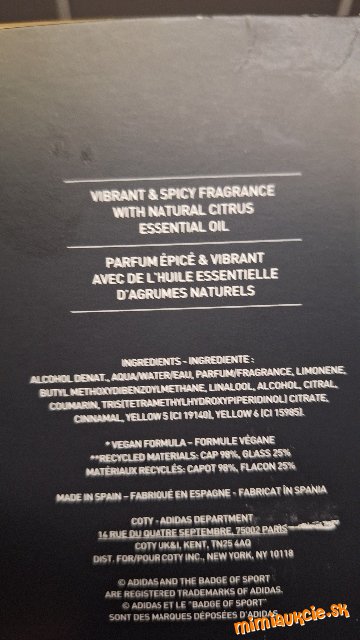 VIBRANT & SPICY FRAGRANCE
WITH NATURAL CITRUS
ESSENTIAL OIL
PARFUM ÉPICÉ & VIBRANT
AVEC DE L'HUILE ESSENTIELLE
D'AGRUMES NATURELS
INGREDIENTS - INGREDIENTE :
ALCOHOL DENAT., AQUA/WATER/EAU, PARFUM/FRAGRANCE, LIMONENE,
BUTYL METHOXYDIBENZOYLMETHANE, LINALOOL, ALCOHOL, CITRAL,
COUMARIN, TRIS(TETRAMETHYLHYDROXYPIPERIDINOL) CITRATE,
CINNAMAL, YELLOW 5 (CI 19140), YELLOW 6 (CI 15985).
* VEGAN FORMULA – FORMULE VÉGANE
**RECYCLED MATERIALS: CAP 98%, GLASS 25%
MATÉRIAUX RECYCLÉS: CAPOT 98%, FLACON 25%
MADE IN SPAIN – FABRIQUÉ EN ESPAGNE - FABRICAT ÎN SPANIA
COTY - ADIDAS DEPARTMENT
14 RUE DU QUATRE SEPTEMBRE, 75002 PARIS
COTY UK&I, KENT, TN25 4AQ
DIST. FOR/POUR COTY INC., NEW YORK, NY 10118
© ADIDAS AND THE BADGE OF SPORT
ARE REGISTERED TRADEMARKS OF ADIDAS.
© ADIDAS ET LE "BADGE OF SPORT"
SONT DES MARQUES DÉPOSÉES D'ADIDAS.
mimiaukcie.sk